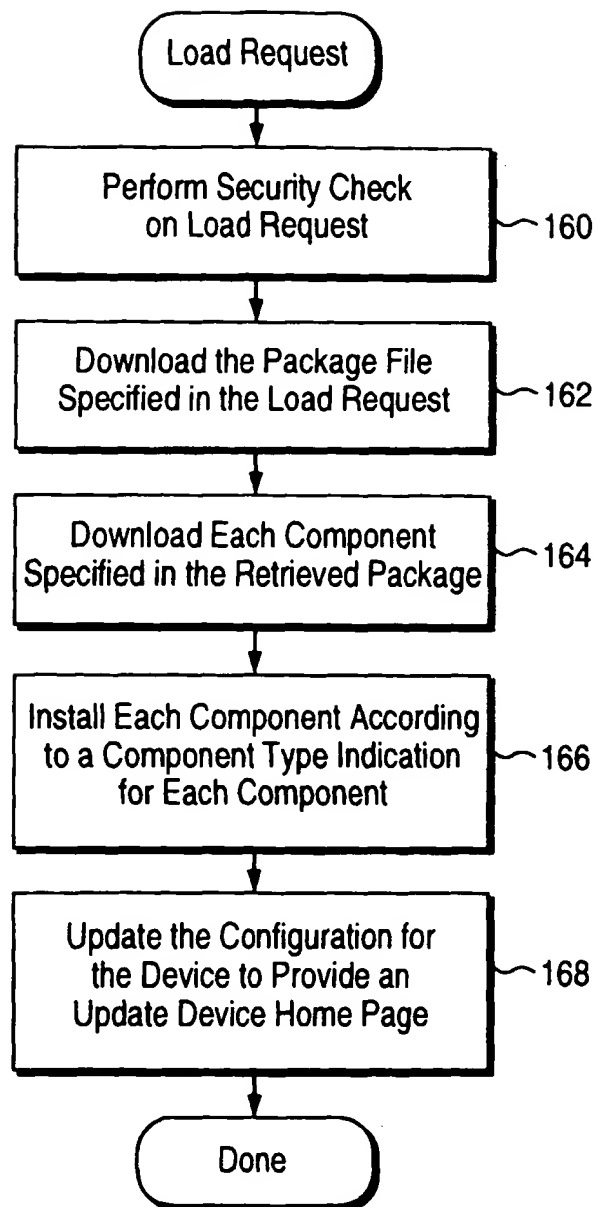 Load Request
Perform Security Check
on Load Request
160
Download the Package File
Specified in the Load Request
162
Download Each Component
Specified in the Retrieved Package
164
Install Each Component According
to a Component Type Indication
for Each Component
166
Update the Configuration for
the Device to Provide an
Update Device Home Page
168
Done